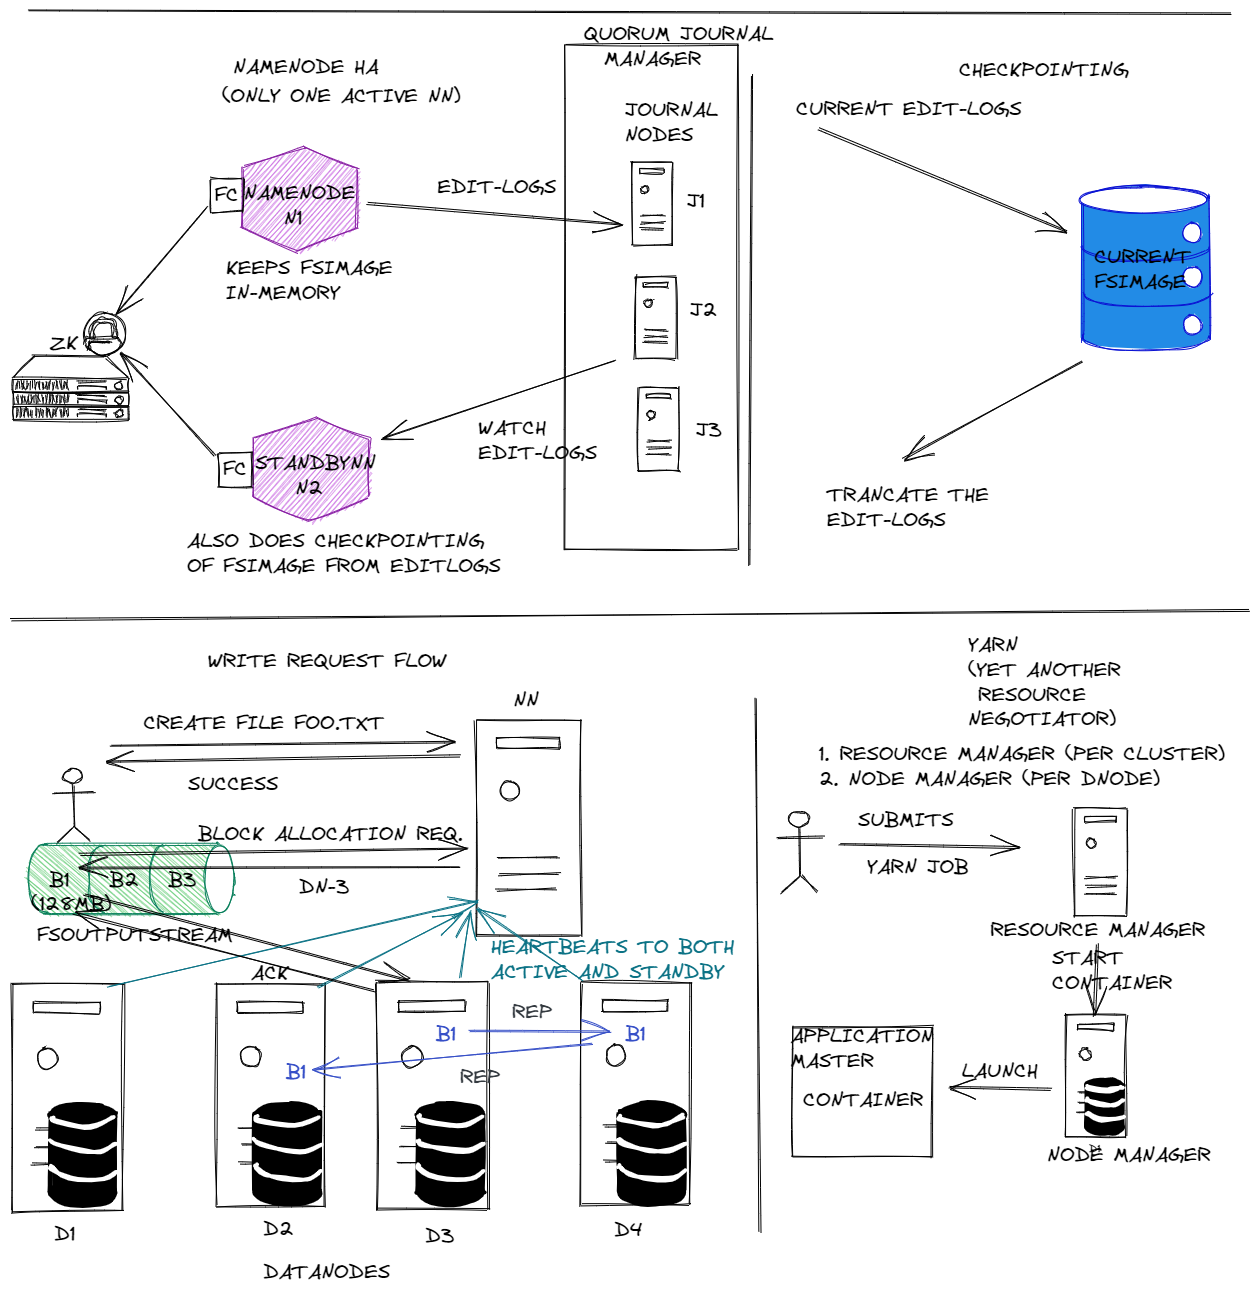 QUORUM JOURNAL
MANAGER
NAMENODE HA
(ONLY ONE ACTIVE NN)
JOURNAL
NODES
FC
NAMENODE
N1
EDIT-LOGS
J1
KEEPS FSIMAGE
IN-MEMORY
J2
ZK
WATCH
EDIT-LOGS
J3
FC
STANDBYNN
N2
ALSO DOES CHECKPOINTING
OF FSIMAGE FROM EDITLOGS
CHECKPOINTING
CURRENT EDIT-LOGS
CURRENT
FSIMAGE
TRANCATE THE
EDIT-LOGS
WRITE REQUEST FLOW
NN
CREATE FILE FOO.TXT
SUCCESS
BLOCK ALLOCATION REQ.
B1
(128MB)
B2
B3
DN-3
FSOUTPUTSTREAM
HEARTBEATS TO BOTH
ACTIVE AND STANDBY
ACK
REP
B1
B1
B1
REP
D1
D2
D3
D4
DATANODES
YARN
(YET ANOTHER
RESOURCE
NEGOTIATOR)
1. RESOURCE MANAGER (PER CLUSTER)
2. NODE MANAGER (PER DNODE)
SUBMITS
YARN JOB
RESOURCE MANAGER
START
CONTAINER
APPLICATION
MASTER
CONTAINER
LAUNCH
NODE MANAGER